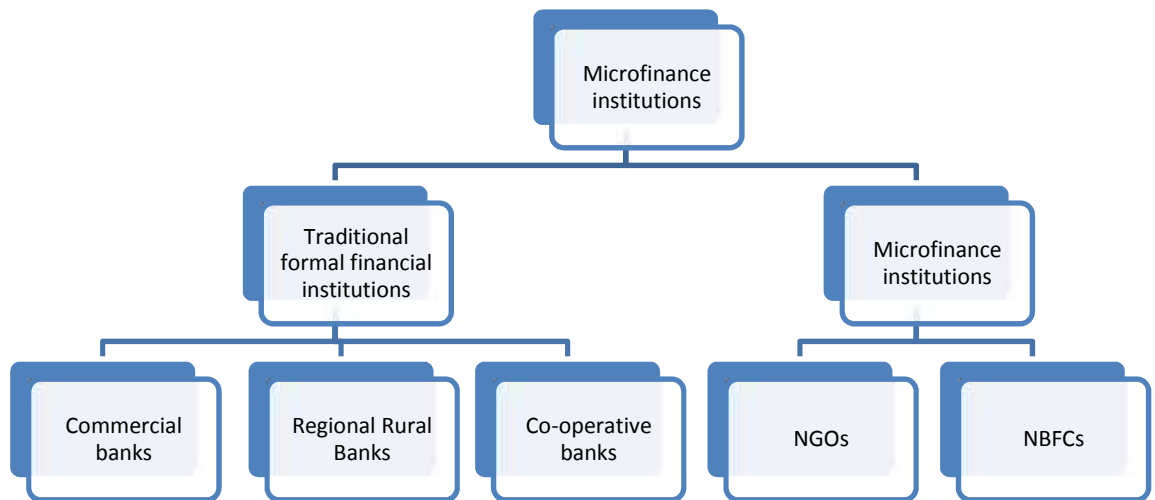 Microfinance
institutions
Traditional
formal financial
institutions
Microfinance
institutions
Commercial
banks
Regional Rural
Banks
Co-operative
banks
NGOs
NBFCs